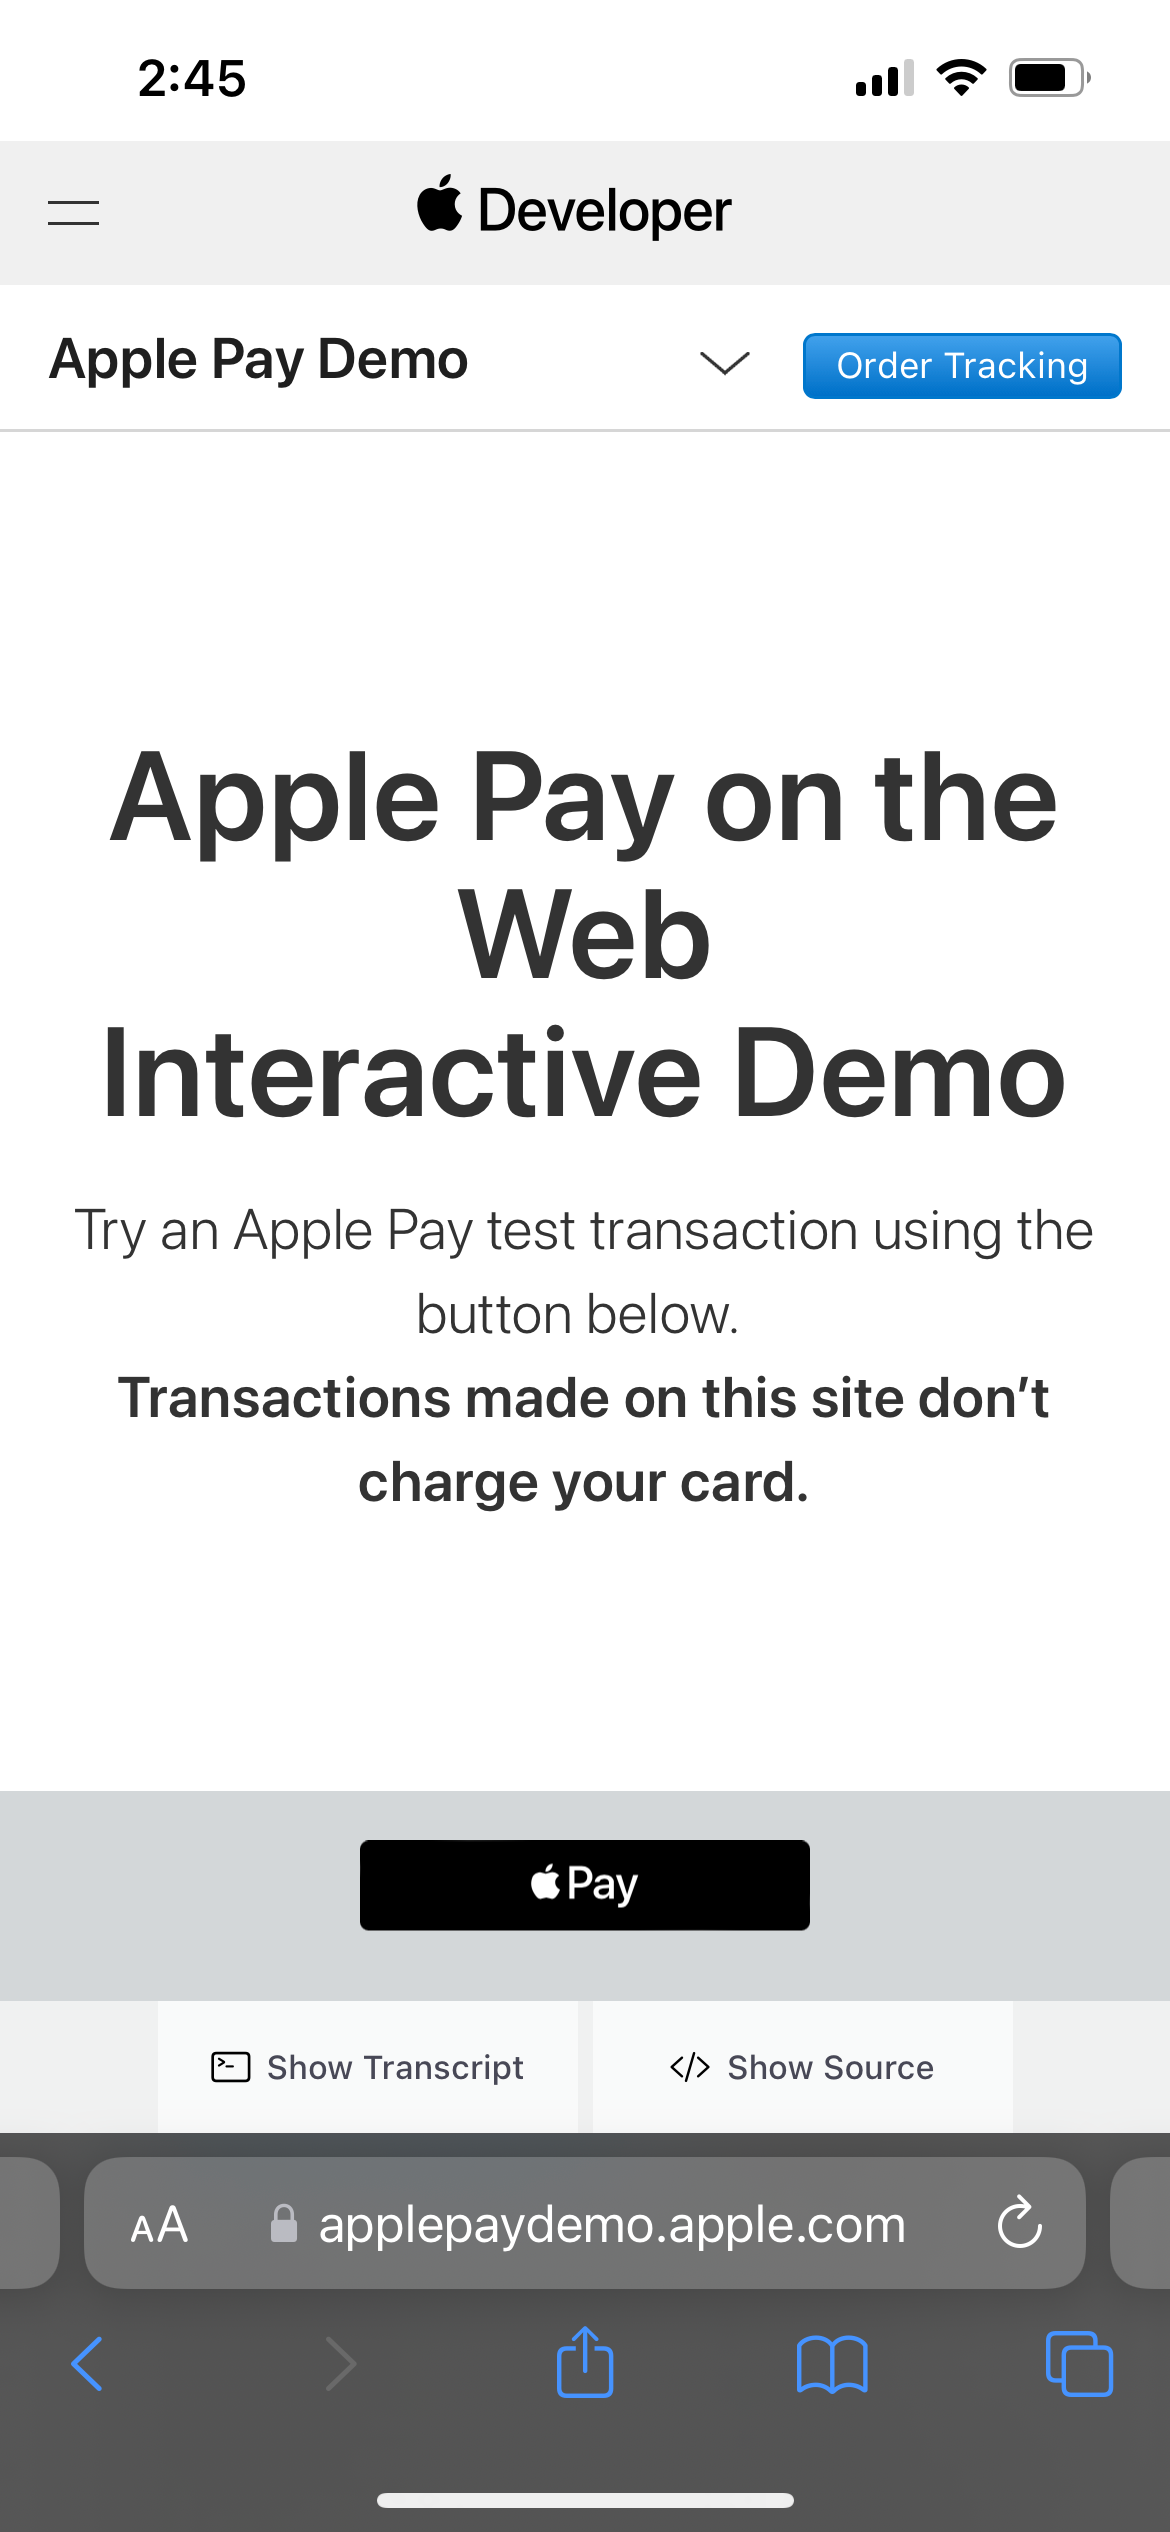 2:45
Developer
Apple Pay Demo
Order Tracking
Apple Pay on the
Web
Interactive Demo
Try an Apple Pay test transaction using the
button below.
Transactions made on this site don’t
charge your card.
Pay
Show Transcript
</> Show Source
AA applepaydemo.apple.com